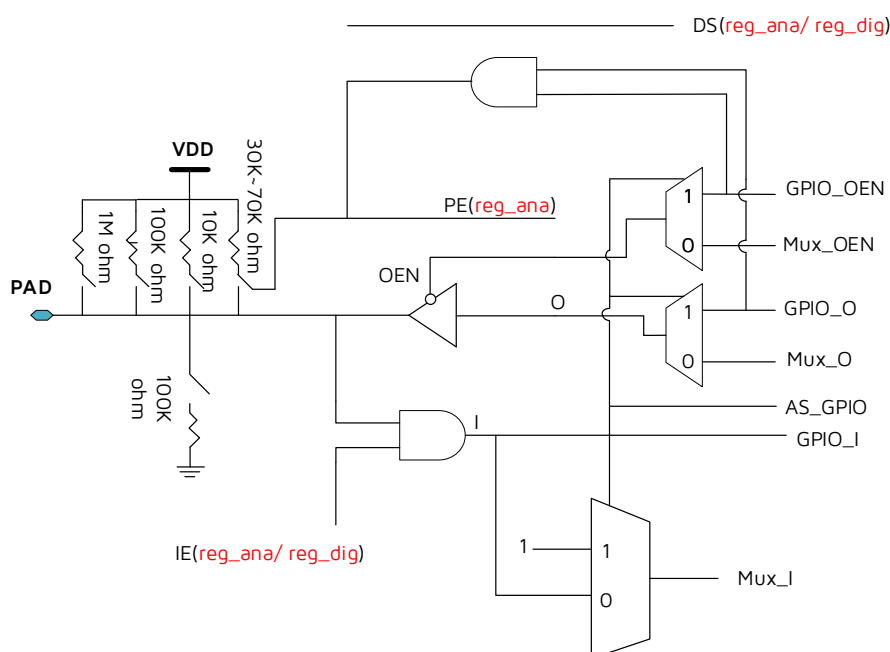 DS(reg_ana/ reg_dig)
VDD
30K~70K ohm
10K ohm
100K ohm
1M ohm
PAD
PE(reg_ana)
OEN
O
1
0
GPIO_OEN
Mux_OEN
1
0
GPIO_O
Mux_O
AS_GPIO
100K
ohm
I
GPIO_I
IE(reg_ana/ reg_dig)
1
1
0
Mux_I